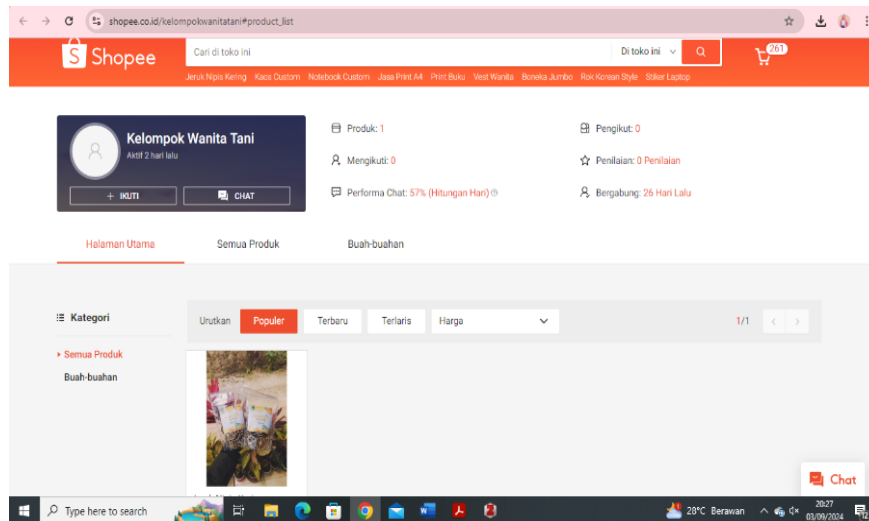 shopee.co.id/kelompokwanitatani#product_list
Shopee
Cari di toko ini
Di toko ini
261
Jeruk Nipis Kering Kaos Custom Notebook Custom Jasa Print A4 Print Buku Vest Wanita Boneka Jumbo Rok Korean Style Stiker Laptop
Kelompok Wanita Tani
Aktif 2 hari lalu
+ IKUTI
CHAT
Produk: 1
Pengikut: 0
Mengikuti: 0
Penilaian: 0 Penilaian
Performa Chat: 57% (Hitungan Hari)
Bergabung: 26 Hari Lalu
Halaman Utama
Semua Produk
Buah-buahan
Kategori
Semua Produk
Buah-buahan
Urutkan
Populer
Terbaru
Terlaris
Harga
1/1
Chat
Type here to search
28°C Berawan
20:27
03/09/2024